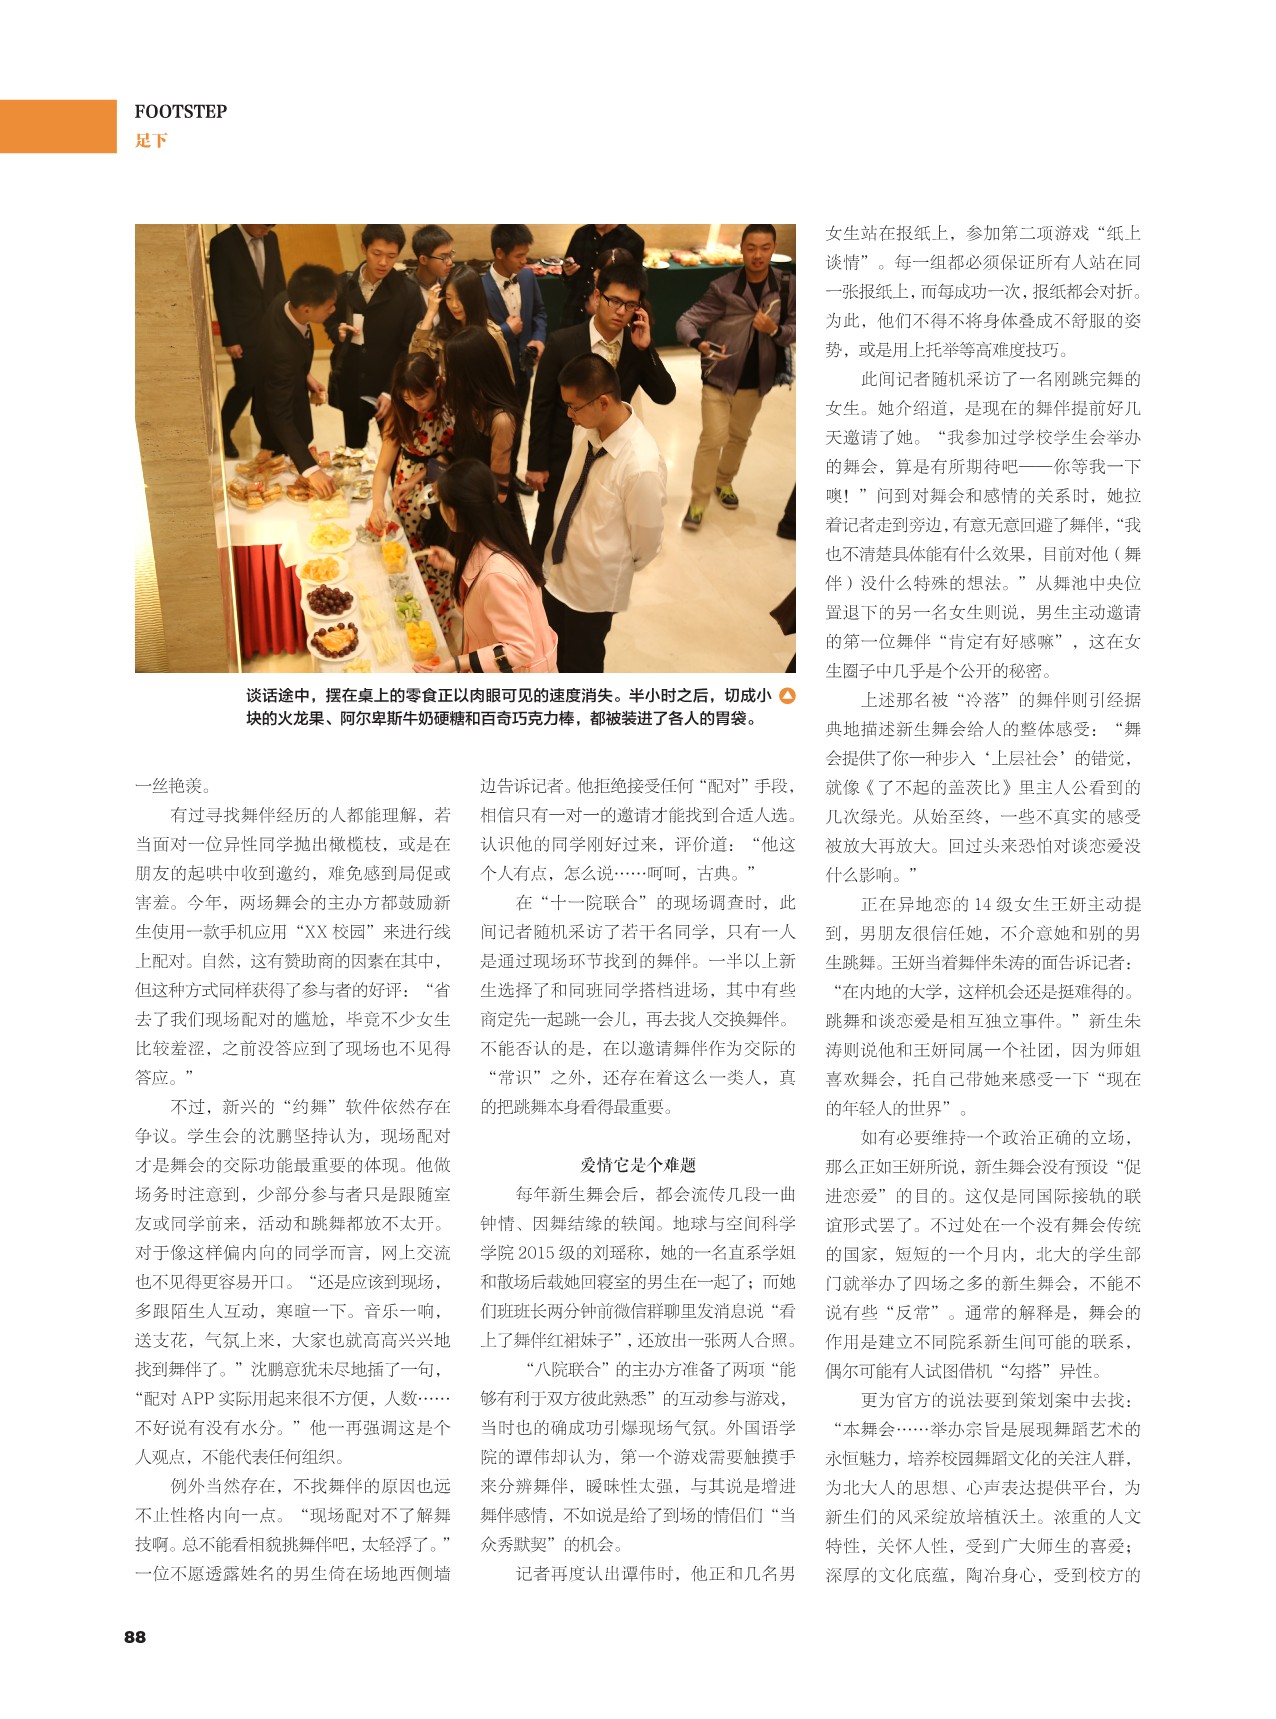 FOOTSTEP
足下
谈话途中，摆在桌上的零食正以肉眼可见的速度消失。半小时之后，切成小
块的火龙果、阿尔卑斯牛奶硬糖和百奇巧克力棒，都被装进了各人的胃袋。
一丝艳羡。
有过寻找舞伴经历的人都能理解，若
当面对一位异性同学抛出橄榄枝，或是在
朋友的起哄中收到邀约，难免感到局促或
害羞。今年，两场舞会的主办方都鼓励新
生使用一款手机应用“XX 校园”来进行线
上配对。自然，这有赞助商的因素在其中，
但这种方式同样获得了参与者的好评：“省
去了我们现场配对的尴尬，毕竟不少女生
比较羞涩，之前没答应到了现场也不见得
答应。”
不过，新兴的“约舞”软件依然存在
争议。学生会的沈鹏坚持认为，现场配对
才是舞会的交际功能最重要的体现。他做
场务时注意到，少部分参与者只是跟随室
友或同学前来，活动和跳舞都放不太开。
对于像这样偏内向的同学而言，网上交流
也不见得更容易开口。“还是应该到现场，
多跟陌生人互动，寒暄一下。音乐一响，
送支花，气氛上来，大家也就高高兴兴地
找到舞伴了。”沈鹏意犹未尽地插了一句，
“配对 APP 实际用起来很不方便，人数……
不好说有没有水分。”他一再强调这是个
人观点，不能代表任何组织。
例外当然存在，不找舞伴的原因也远
不止性格内向一点。“现场配对不了解舞
技啊。总不能看相貌挑舞伴吧，太轻浮了。”
一位不愿透露姓名的男生倚在场地西侧墙
边告诉记者。他拒绝接受任何“配对”手段，
相信只有一对一的邀请才能找到合适人选。
认识他的同学刚好过来，评价道：“他这
个人有点，怎么说……呵呵，古典。”
在“十一院联合”的现场调查时，此
间记者随机采访了若干名同学，只有一人
是通过现场环节找到的舞伴。一半以上新
生选择了和同班同学搭档进场，其中有些
商定先一起跳一会儿，再去找人交换舞伴。
不能否认的是，在以邀请舞伴作为交际的
“常识”之外，还存在着这么一类人，真
的把跳舞本身看得最重要。
爱情它是个难题
每年新生舞会后，都会流传几段一曲
钟情、因舞结缘的轶闻。地球与空间科学
学院 2015 级的刘瑶称，她的一名直系学姐
和散场后载她回寝室的男生在一起了；而她
们班班长两分钟前微信群聊里发消息说“看
上了舞伴红裙妹子”，还放出一张两人合照。
“八院联合”的主办方准备了两项“能
够有利于双方彼此熟悉”的互动参与游戏，
当时也的确成功引爆现场气氛。外国语学
院的谭伟却认为，第一个游戏需要触摸手
来分辨舞伴，暧昧性太强，与其说是增进
舞伴感情，不如说是给了到场的情侣们“当
众秀默契”的机会。
记者再度认出谭伟时，他正和几名男
女生站在报纸上，参加第二项游戏“纸上
谈情”。每一组都必须保证所有人站在同
一张报纸上，而每成功一次，报纸都会对折。
为此，他们不得不将身体叠成不舒服的姿
势，或是用上托举等高难度技巧。
此间记者随机采访了一名刚跳完舞的
女生。她介绍道，是现在的舞伴提前好几
天邀请了她。“我参加过学校学生会举办
的舞会，算是有所期待吧——你等我一下
噢！”问到对舞会和感情的关系时，她拉
着记者走到旁边，有意无意回避了舞伴，“我
也不清楚具体能有什么效果，目前对他（舞
伴）没什么特殊的想法。”从舞池中央位
置退下的另一名女生则说，男生主动邀请
的第一位舞伴“肯定有好感嘛”，这在女
生圈子中几乎是个公开的秘密。
上述那名被“冷落”的舞伴则引经据
典地描述新生舞会给人的整体感受：“舞
会提供了你一种步入‘上层社会’的错觉，
就像《了不起的盖茨比》里主人公看到的
几次绿光。从始至终，一些不真实的感受
被放大再放大。回过头来恐怕对谈恋爱没
什么影响。”
正在异地恋的 14 级女生王妍主动提
到，男朋友很信任她，不介意她和别的男
生跳舞。王妍当着舞伴朱涛的面告诉记者：
“在内地的大学，这样机会还是挺难得的。
跳舞和谈恋爱是相互独立事件。”新生朱
涛则说他和王妍同属一个社团，因为师姐
喜欢舞会，托自己带她来感受一下“现在
的年轻人的世界”。
如有必要维持一个政治正确的立场，
那么正如王妍所说，新生舞会没有预设“促
进恋爱”的目的。这仅是同国际接轨的联
谊形式罢了。不过处在一个没有舞会传统
的国家，短短的一个月内，北大的学生部
门就举办了四场之多的新生舞会，不能不
说有些“反常”。通常的解释是，舞会的
作用是建立不同院系新生间可能的联系，
偶尔可能有人试图借机“勾搭”异性。
更为官方的说法要到策划案中去找：
“本舞会……举办宗旨是展现舞蹈艺术的
永恒魅力，培养校园舞蹈文化的关注人群，
为北大人的思想、心声表达提供平台，为
新生们的风采绽放培植沃土。浓重的人文
特性，关怀人性，受到广大师生的喜爱；
深厚的文化底蕴，陶冶身心，受到校方的
88